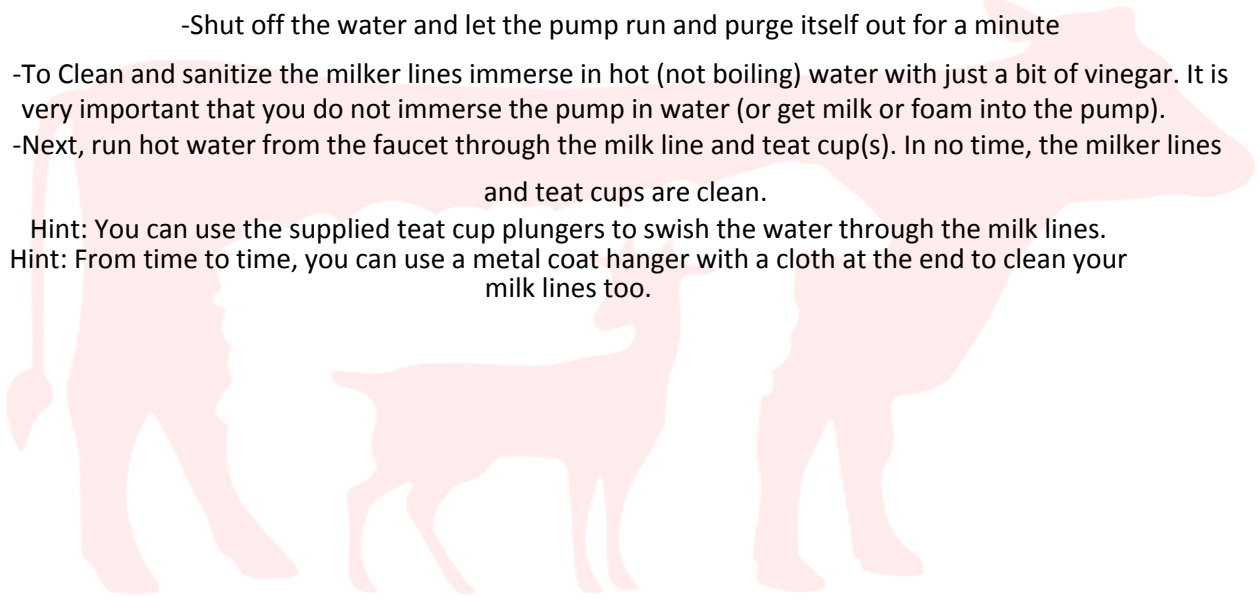 -Shut off the water and let the pump run and purge itself out for a minute
-To Clean and sanitize the milker lines immerse in hot (not boiling) water with just a bit of vinegar. It is
very important that you do not immerse the pump in water (or get milk or foam into the pump).
-Next, run hot water from the faucet through the milk line and teat cup(s). In no time, the milker lines
and teat cups are clean.
Hint: You can use the supplied teat cup plungers to swish the water through the milk lines.
Hint: From time to time, you can use a metal coat hanger with a cloth at the end to clean your
milk lines too.